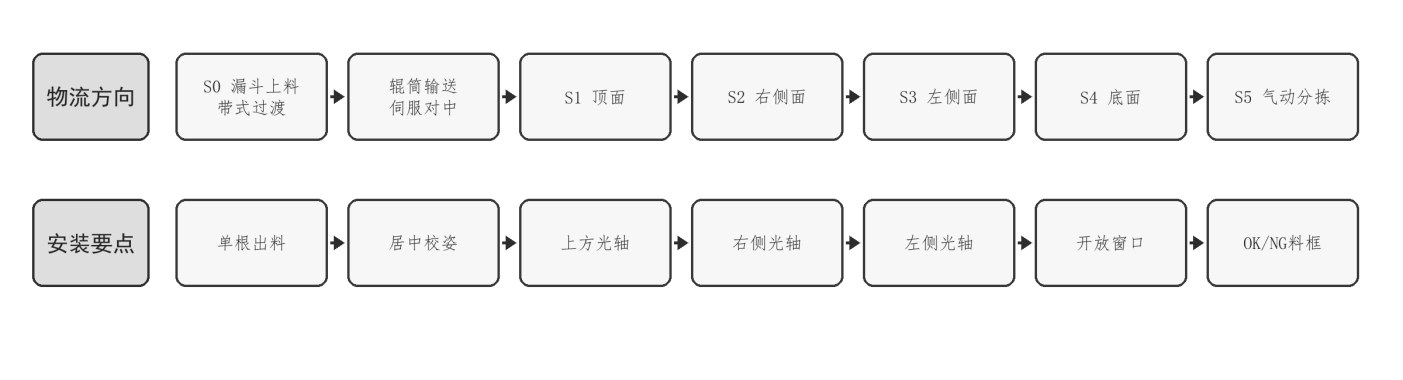 物流方向
S0 漏斗上料
带式过渡
辊筒输送
伺服对中
S1 顶面
S2 右侧面
S3 左侧面
S4 底面
S5 气动分拣
安装要点
单根出料
居中校姿
上方光轴
右侧光轴
左侧光轴
开放窗口
OK/NG料框